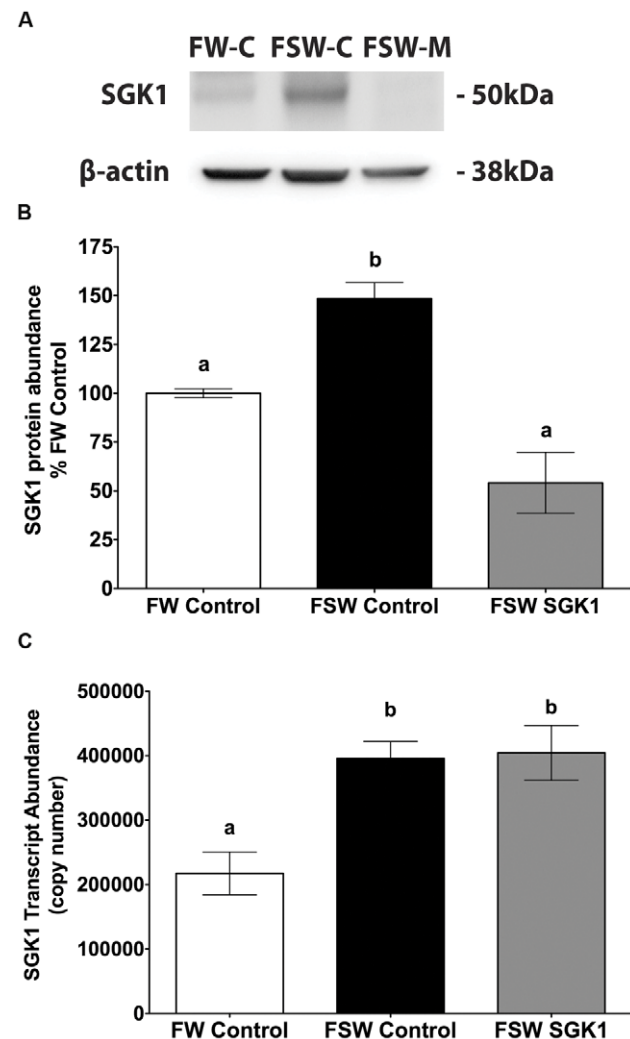 A
FW-C FSW-C FSW-M
SGK1 - 50kDa
β-actin - 38kDa
B
SGK1 protein abundance
% FW Control
175
150
125
100
75
50
25
0
a
b
a
FW Control FSW Control FSW SGK1
C
SGK1 Transcript Abundance
(copy number)
500000
400000
300000
200000
100000
0
a
b
b
FW Control FSW Control FSW SGK1